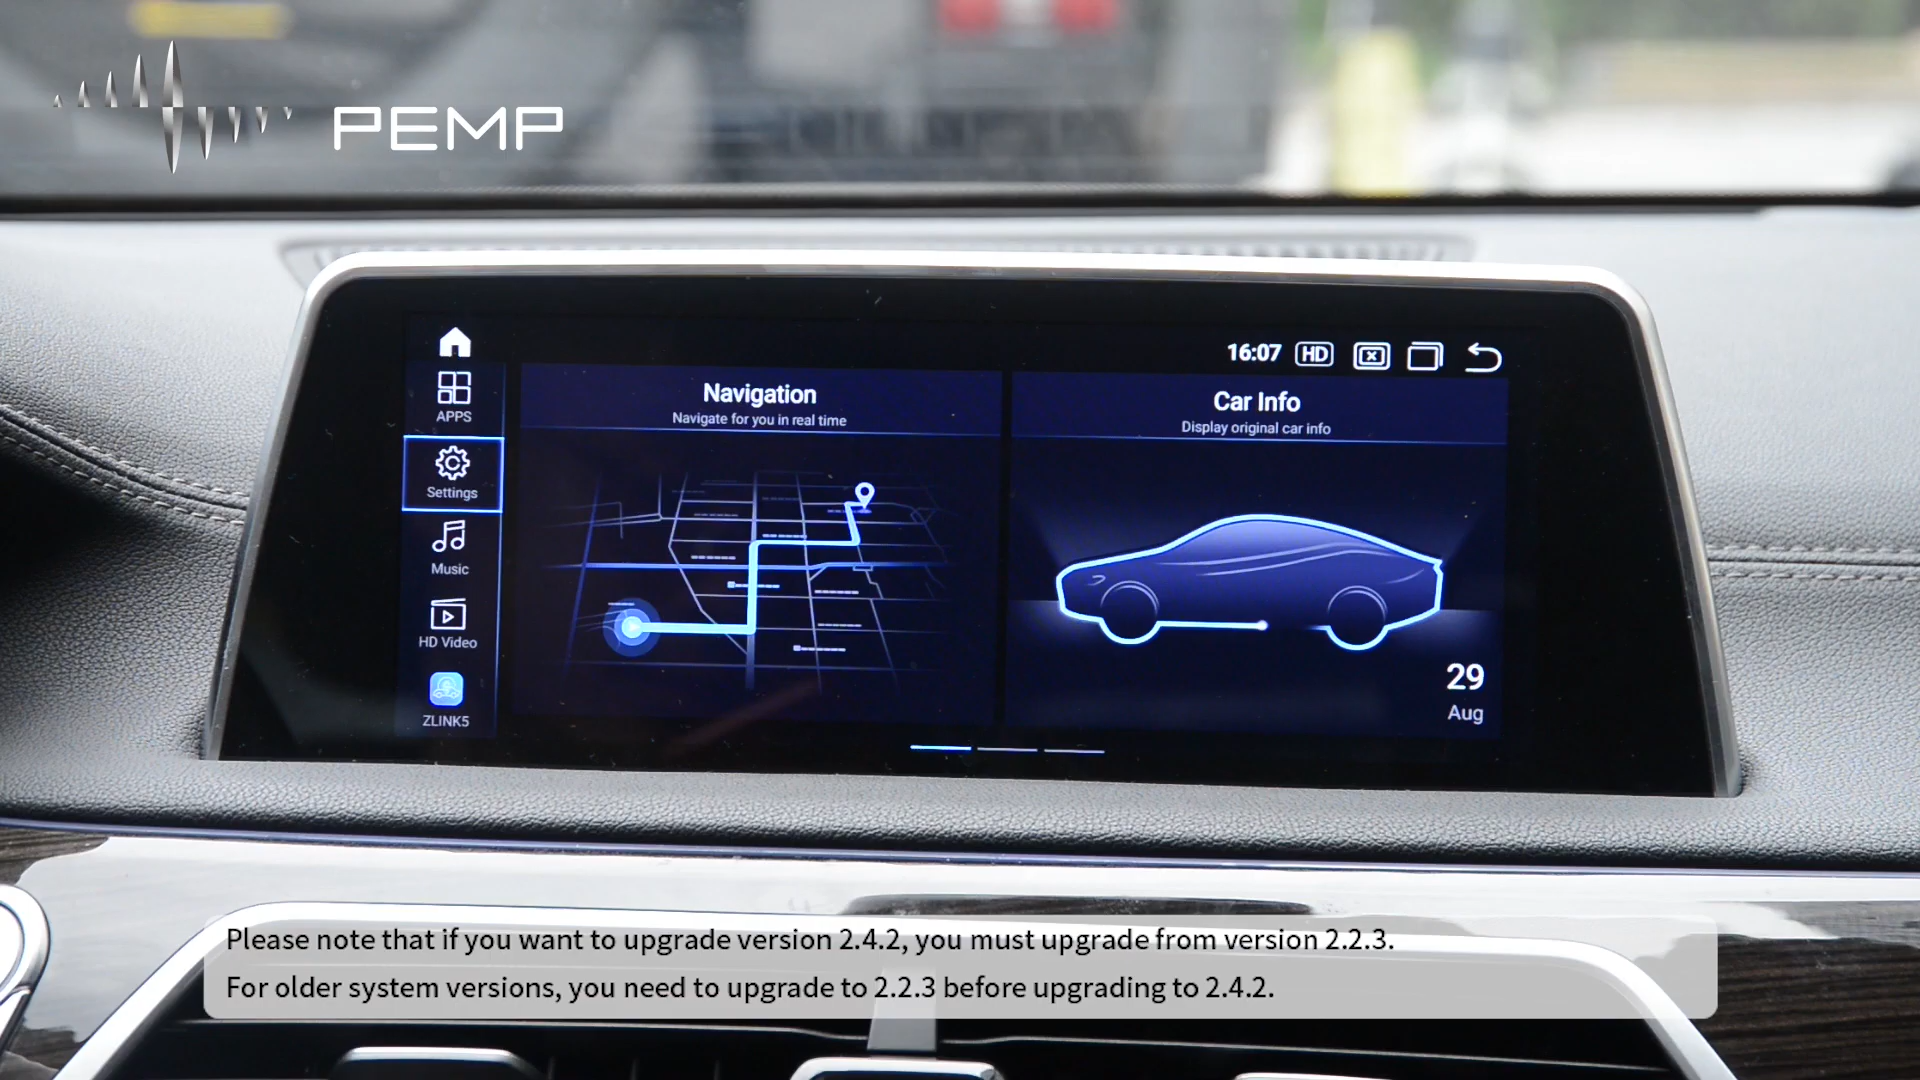 PEMP
16:07 HD
APPS
Settings
Music
HD Video
ZLINK5
Navigation
Navigate for you in real time
Car Info
Display original car info
29
Aug
Please note that if you want to upgrade version 2.4.2, you must upgrade from version 2.2.3.
For older system versions, you need to upgrade to 2.2.3 before upgrading to 2.4.2.